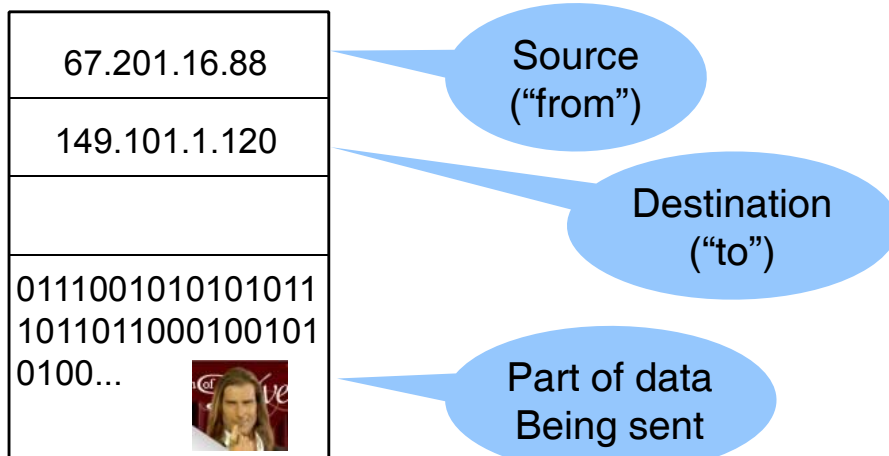 67.201.16.88
Source
(“from”)
149.101.1.120
Destination
(“to”)
0111001010101011
1011011000100101
0100...
Part of data
Being sent